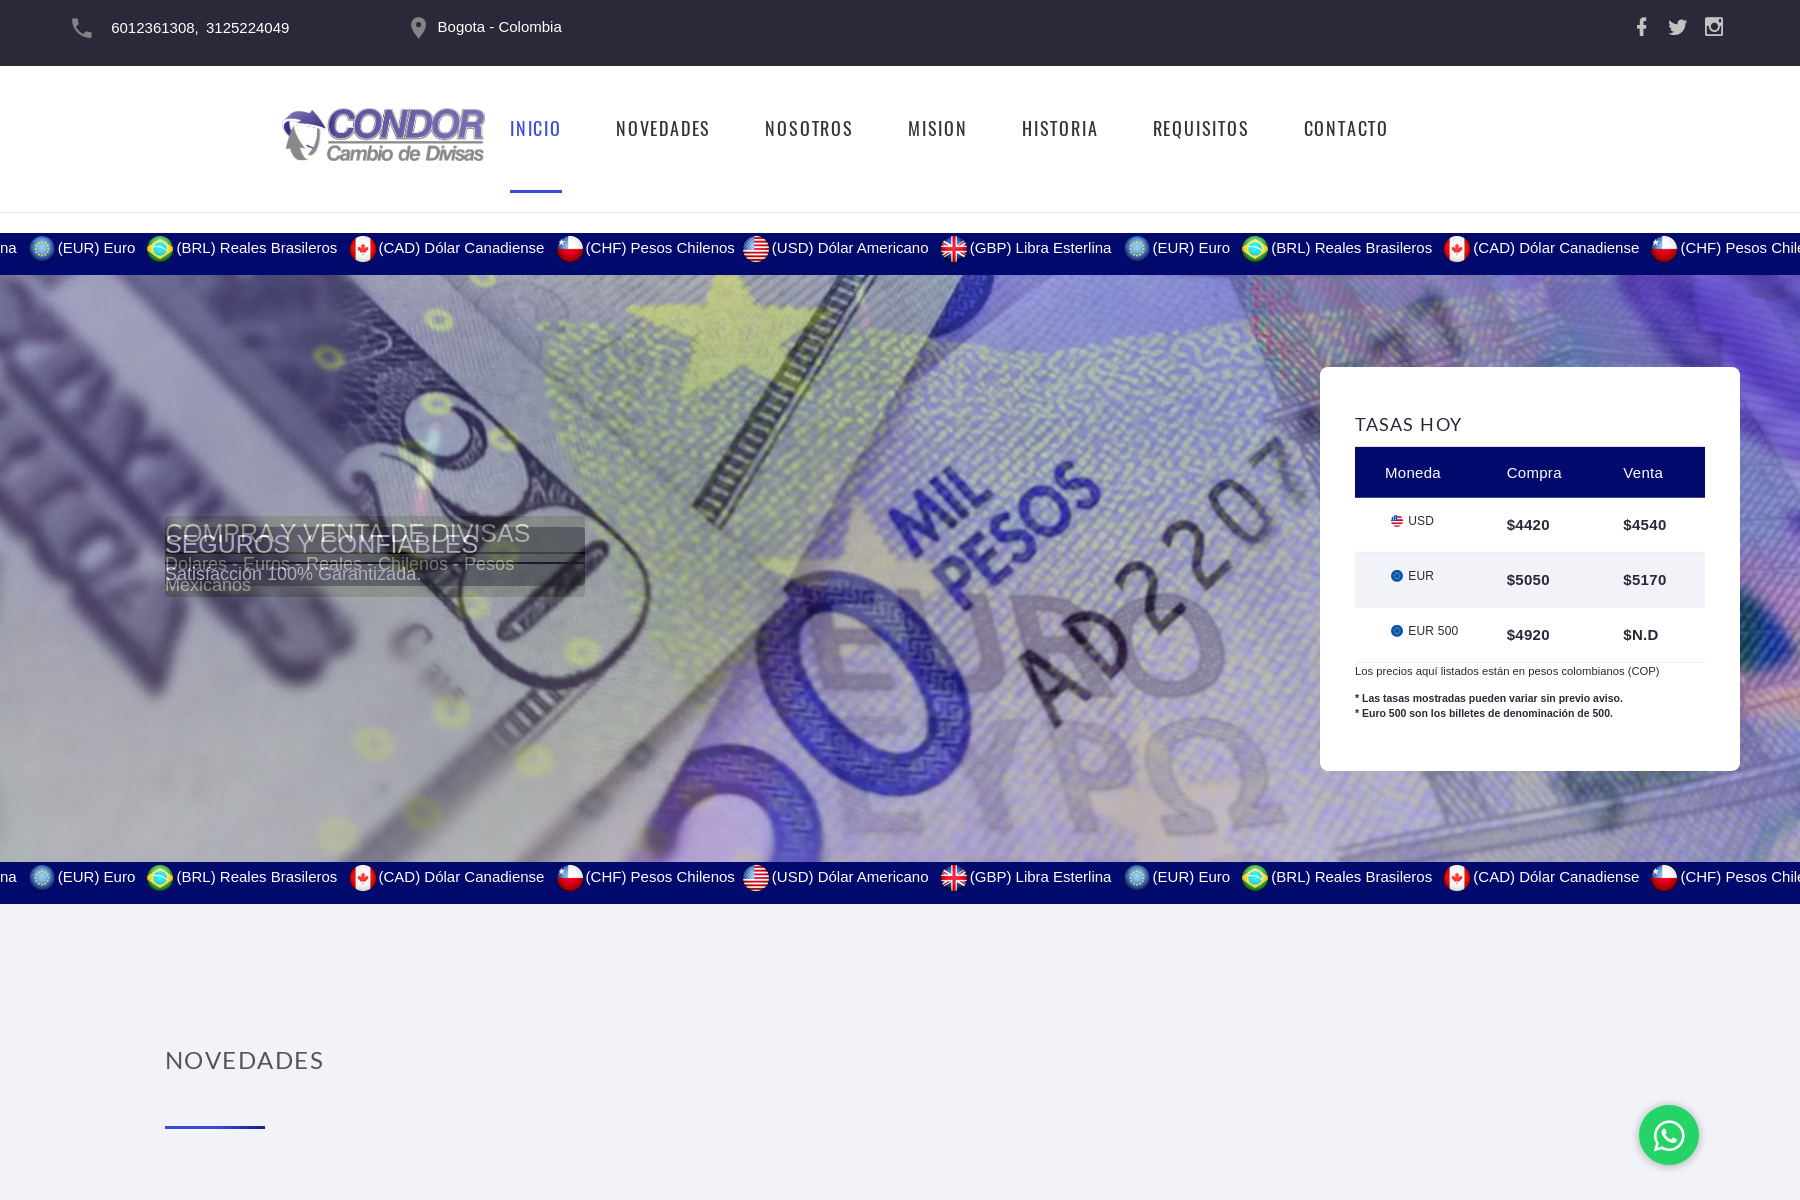 6012361308, 3125224049
Bogota - Colombia
CONDOR
Cambio de Divisas
INICIO NOVEDADES NOSOTROS MISION HISTORIA REQUISITOS CONTACTO
na (EUR) Euro (BRL) Reales Brasileros (CAD) Dólar Canadiense (CHF) Pesos Chilenos (USD) Dólar Americano (GBP) Libra Esterlina (EUR) Euro (BRL) Reales Brasileros (CAD) Dólar Canadiense (CHF) Pesos Chile
COMPRA Y VENTA DE DIVISAS
SEGUROS Y CONFIABLES
Dolares - Euros - Reales - Chilenos - Pesos
Mexicanos
Satisfacción 100% Garantizada.
MIL
PESOS
AD2207
EURO
ΕΥΡΩ
TASAS HOY
Moneda Compra Venta
USD $4420 $4540
EUR $5050 $5170
EUR 500 $4920 $N.D
Los precios aquí listados están en pesos colombianos (COP)
* Las tasas mostradas pueden variar sin previo aviso.
* Euro 500 son los billetes de denominación de 500.
na (EUR) Euro (BRL) Reales Brasileros (CAD) Dólar Canadiense (CHF) Pesos Chilenos (USD) Dólar Americano (GBP) Libra Esterlina (EUR) Euro (BRL) Reales Brasileros (CAD) Dólar Canadiense (CHF) Pesos Chile
NOVEDADES